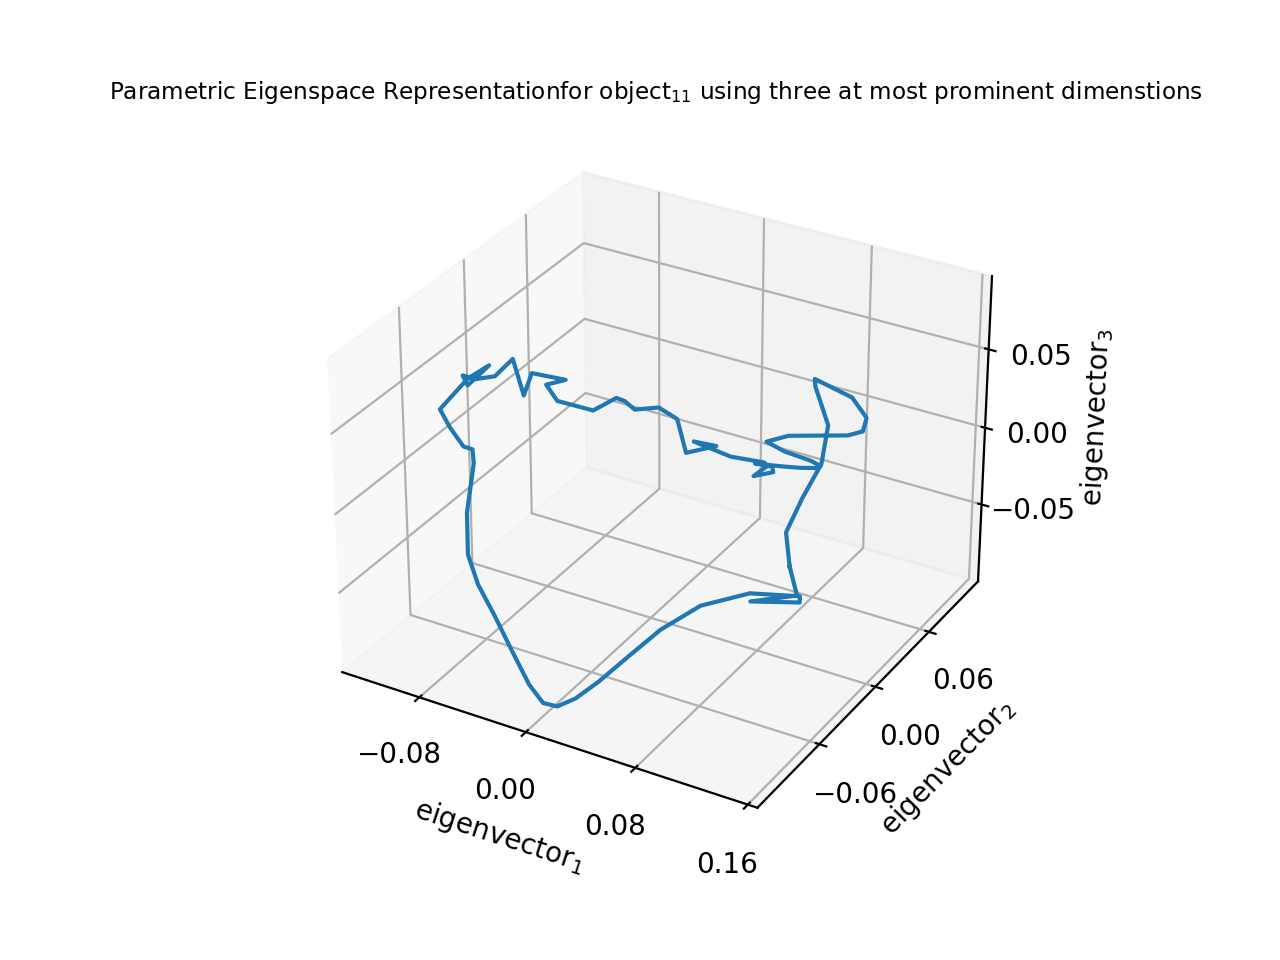 Parametric Eigenspace Representationfor object₁₁ using three at most prominent dimenstions
0.05
0.00
−0.05
eigenvector₃
0.06
0.00
−0.06
eigenvector₂
−0.08
0.00
0.08
0.16
eigenvector₁